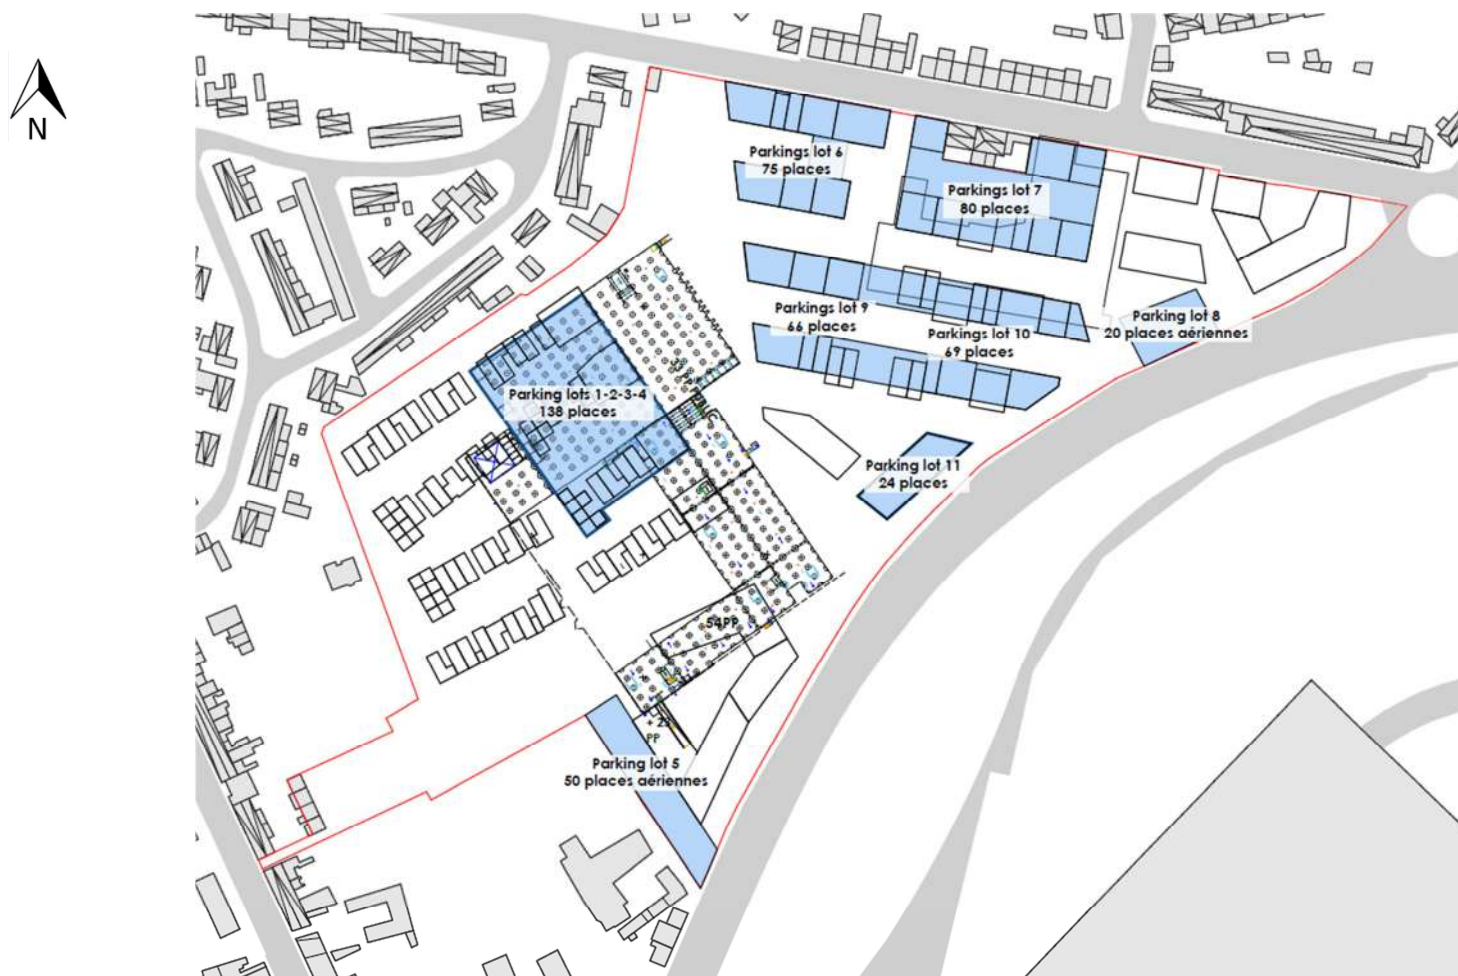 N
Parkings lot 6
75 places
Parkings lot 7
80 places
Parkings lot 9
66 places
Parkings lot 10
69 places
Parking lot 8
20 places aériennes
Parking lots 1-2-3-4
138 places
Parking lot 11
24 places
54PP
PP
Parking lot 5
50 places aériennes